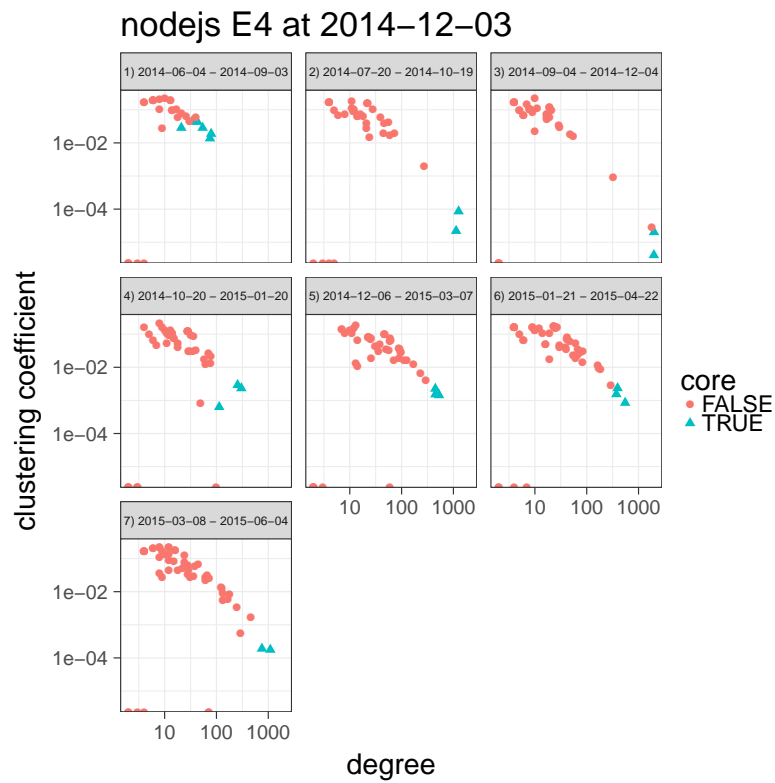 nodejs E4 at 2014−12−03
1) 2014−06−04 − 2014−09−03
2) 2014−07−20 − 2014−10−19
3) 2014−09−04 − 2014−12−04
1e−02
1e−04
4) 2014−10−20 − 2015−01−20
5) 2014−12−06 − 2015−03−07
6) 2015−01−21 − 2015−04−22
1e−02
1e−04
10 100 1000
10 100 1000
7) 2015−03−08 − 2015−06−04
1e−02
1e−04
10 100 1000
degree
clustering coefficient
core
FALSE
TRUE